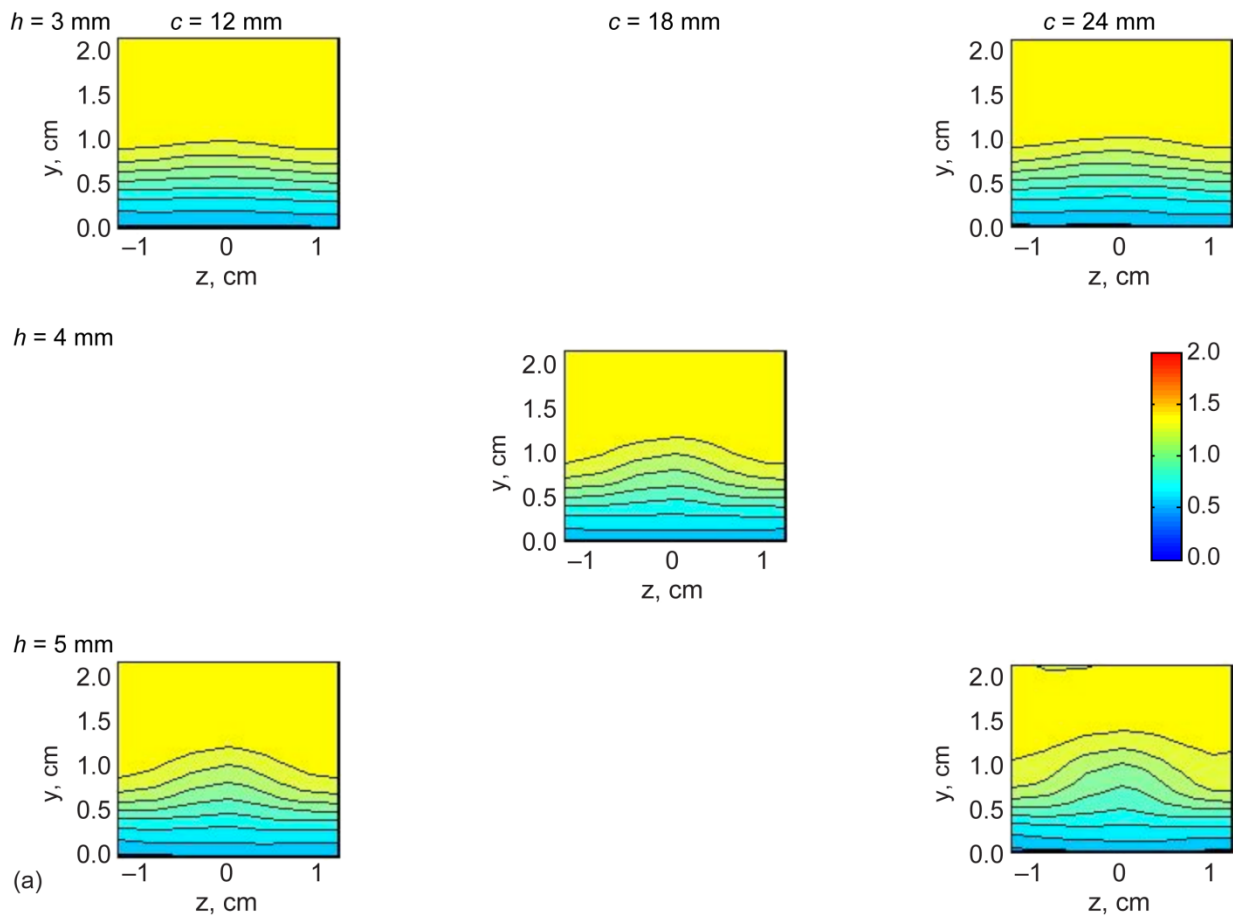 h = 3 mm c = 12 mm c = 18 mm c = 24 mm
2.0 2.0
1.5 1.5
y, cm 1.0 y, cm 1.0
0.5 0.5
0.0 0.0
–1 0 1 –1 0 1
z, cm z, cm
h = 4 mm
2.0 2.0
1.5 1.5
y, cm 1.0 1.0
0.5 0.5
0.0 0.0
–1 0 1
z, cm
h = 5 mm
2.0 2.0
1.5 1.5
y, cm 1.0 y, cm 1.0
0.5 0.5
0.0 0.0
(a) –1 0 1 –1 0 1
z, cm z, cm